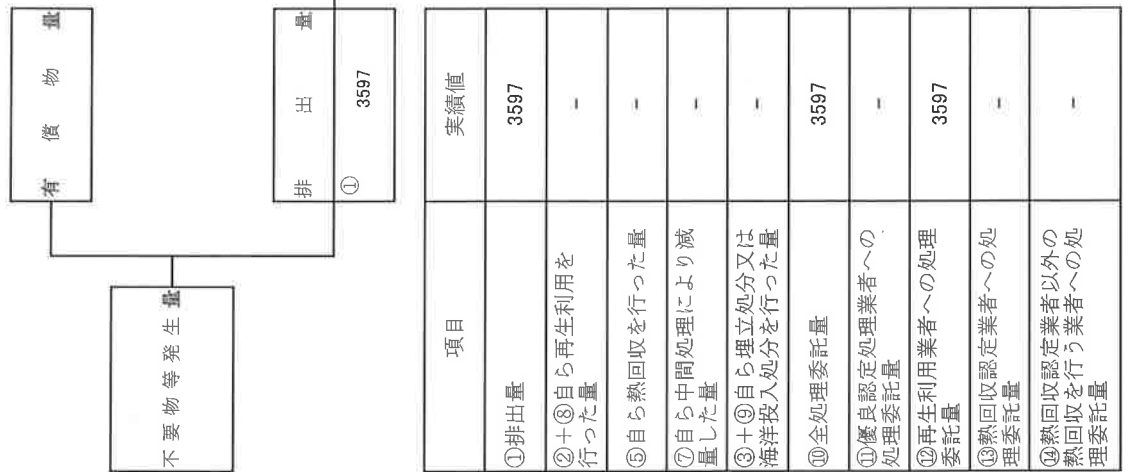 有償物量
不要物等発生量
排出量
①
3597
項目
実績値
①排出量
3597
②+⑧自ら再生利用を
行った量
-
⑤自ら熱回収を行った量
-
⑦自ら中間処理により減
量した量
-
③+⑨自ら埋立処分又は
海洋投入処分を行った量
-
⑩全処理委託量
3597
⑪優良認定処理業者への
処理委託量
-
⑫再生利用業者への処理
委託量
3597
⑬熱回収認定業者への処
理委託量
-
⑭熱回収認定業者以外の
熱回収を行う業者への処
理委託量
-